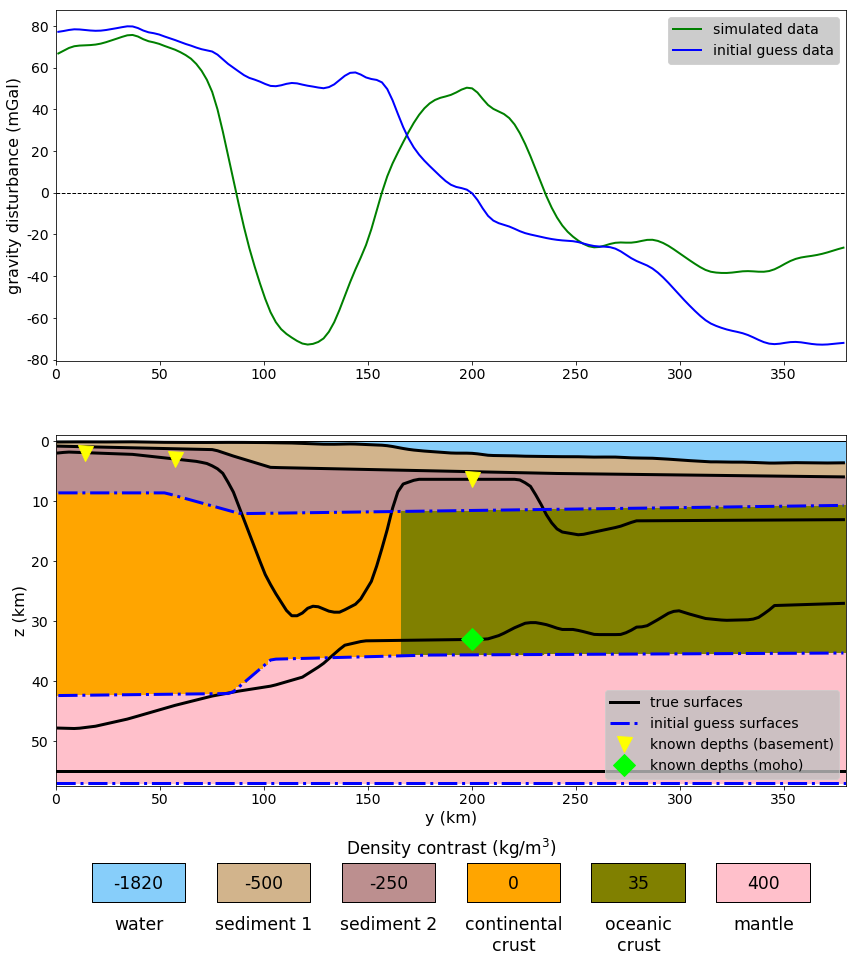 80
60
40
20
0
-20
-40
-60
-80
gravity disturbance (mGal)
simulated data
initial guess data
0 50 100 150 200 250 300 350
0
10
20
30
40
50
z (km)
true surfaces
initial guess surfaces
known depths (basement)
known depths (moho)
0 50 100 150 200 250 300 350
y (km)
Density contrast (kg/m³)
-1820 -500 -250 0 35 400
water sediment 1 sediment 2 continental oceanic mantle
crust crust